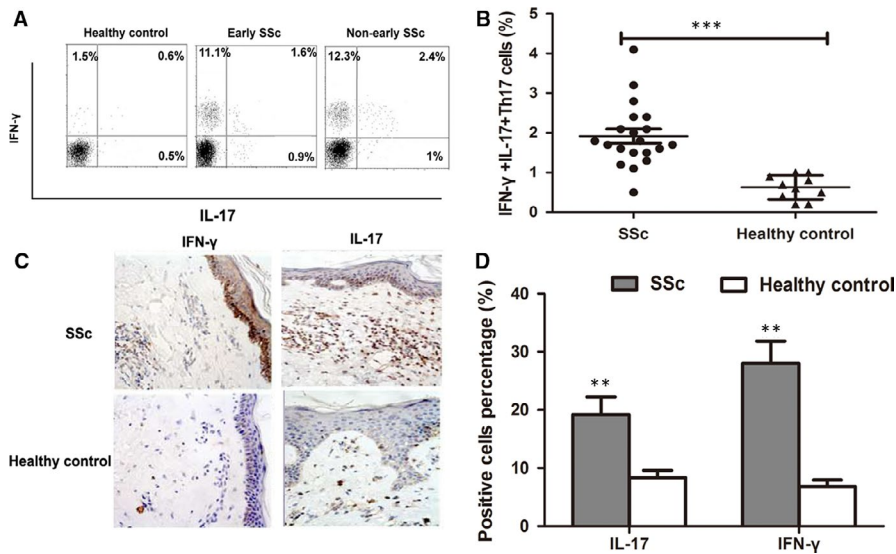 A
Healthy control Early SSc Non-early SSc
1.5% 0.6% 11.1% 1.6% 12.3% 2.4%
0.5% 0.9% 1%
IFN-γ
IL-17
B
IFN-γ +IL-17+Th17 cells (%)
5
4
3
2
1
0
***
SSc Healthy control
C
IFN-γ IL-17
SSc
Healthy control
D
SSc Healthy control
Positive cells percentage (%)
40
30
20
10
0
**
**
IL-17 IFN-γ